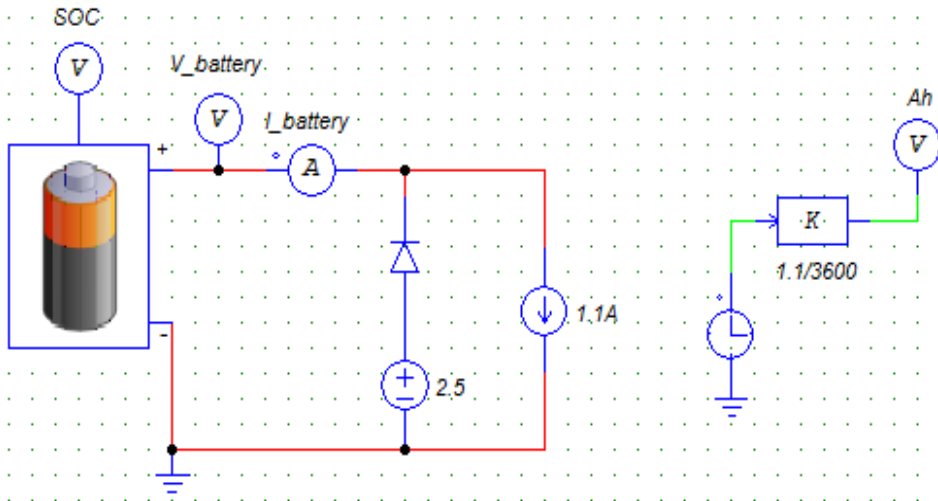 SOC
V
V_battery
V
I_battery
A
+
-
+
−
2.5
1.1A
Ah
V
K
1.1/3600